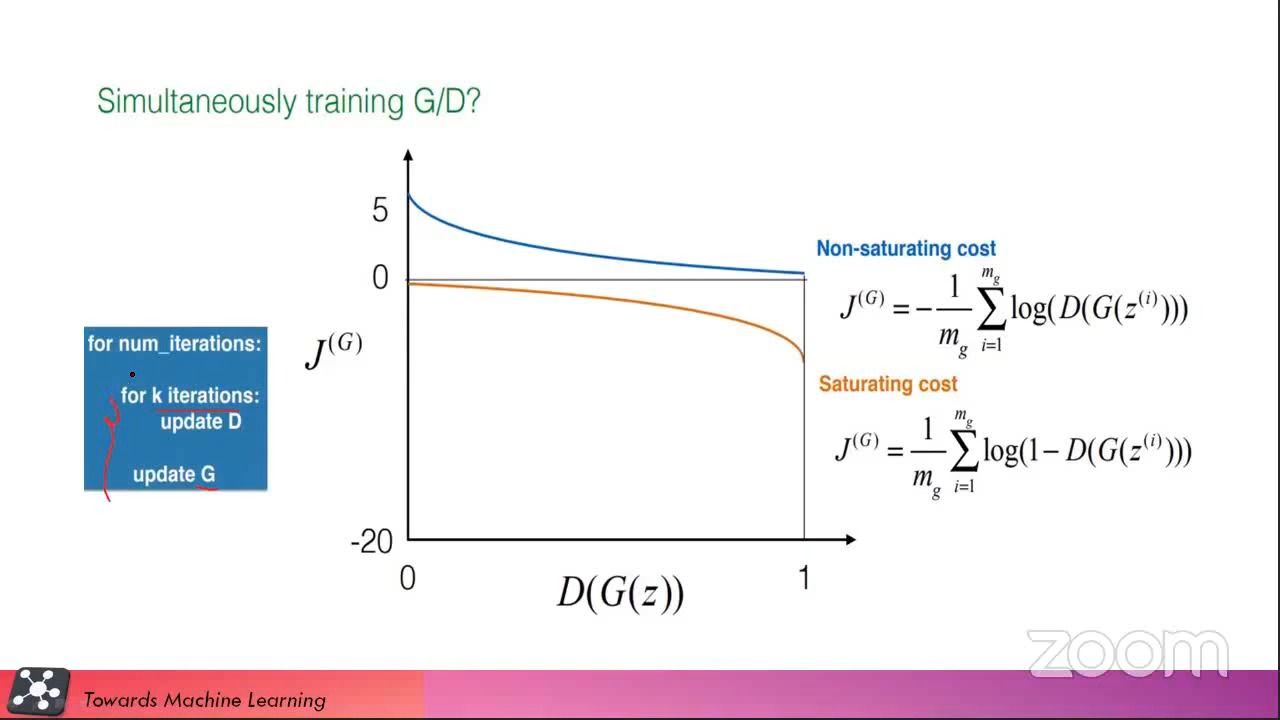 Simultaneously training G/D?
5
0
J^{(G)}
-20
0
1
D(G(z))
Non-saturating cost
J^{(G)} = -\frac{1}{m_g} \sum_{i=1}^{m_g} \log(D(G(z^{(i)})))
Saturating cost
J^{(G)} = \frac{1}{m_g} \sum_{i=1}^{m_g} \log(1 - D(G(z^{(i)})))
for num_iterations:
for k iterations:
update D
update G
zoom
Towards Machine Learning